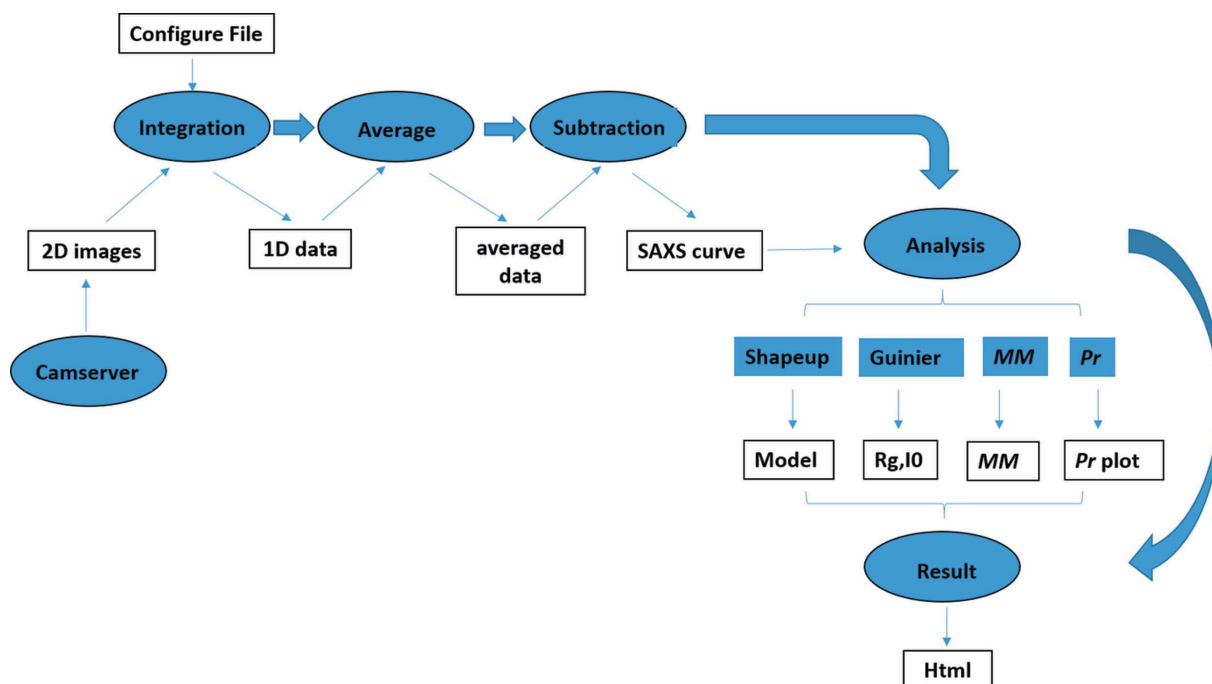 Configure File
Integration
Average
Subtraction
2D images
1D data
averaged
data
SAXS curve
Analysis
Camserver
Shapeup
Guinier
MM
Pr
Model
Rg,I0
MM
Pr plot
Result
Html